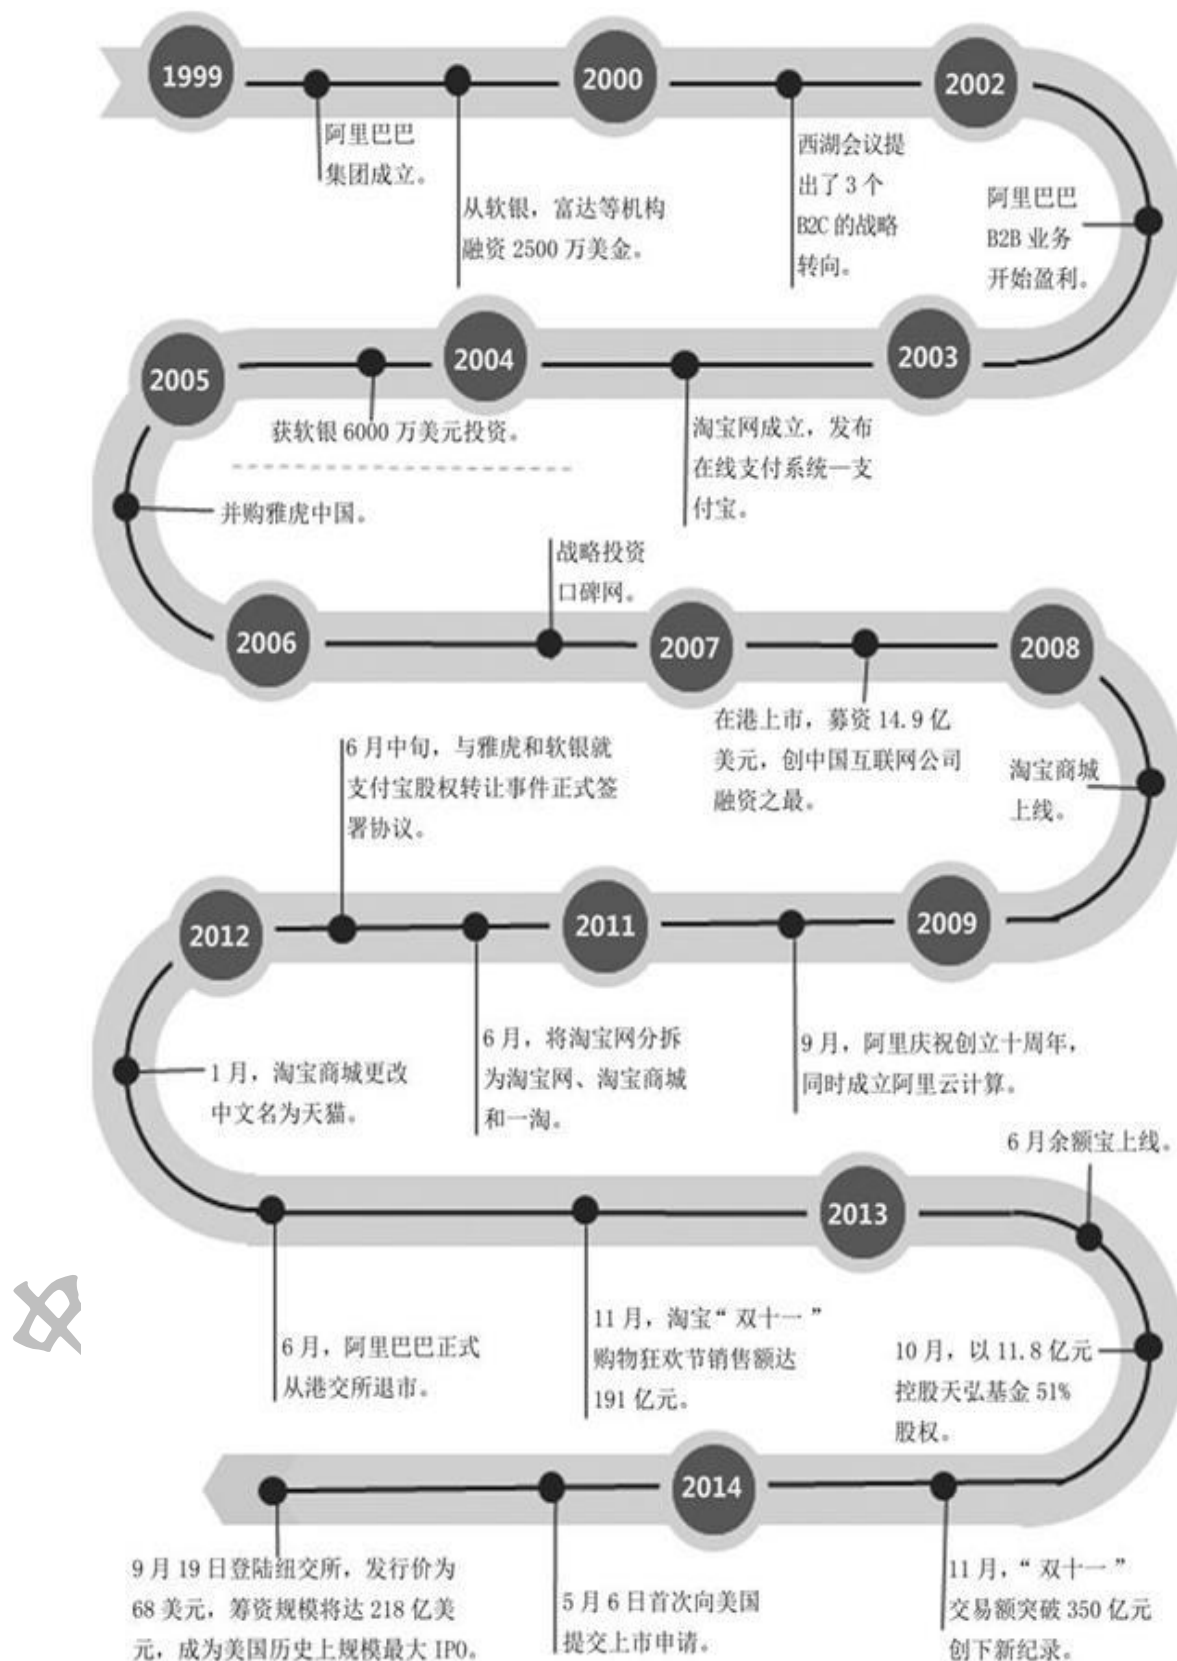 1999
阿里巴巴
集团成立。
从软银，富达等机构
融资 2500 万美金。
2000
西湖会议提
出了 3 个
B2C 的战略
转向。
2002
阿里巴巴
B2B 业务
开始盈利。
2003
淘宝网成立，发布
在线支付系统—支
付宝。
2004
获软银 6000 万美元投资。
2005
并购雅虎中国。
2006
战略投资
口碑网。
2007
在港上市，募资 14.9 亿
美元，创中国互联网公司
融资之最。
2008
淘宝商城
上线。
2009
9 月，阿里庆祝创立十周年，
同时成立阿里云计算。
2011
6 月，将淘宝网分拆
为淘宝网、淘宝商城
和一淘。
6 月中旬，与雅虎和软银就
支付宝股权转让事件正式签
署协议。
2012
1 月，淘宝商城更改
中文名为天猫。
6 月，阿里巴巴正式
从港交所退市。
11 月，淘宝“双十一”
购物狂欢节销售额达
191 亿元。
2013
6 月余额宝上线。
10 月，以 11.8 亿元
控股天弘基金 51%
股权。
11 月，“双十一”
交易额突破 350 亿元
创下新纪录。
2014
5 月 6 日首次向美国
提交上市申请。
9 月 19 日登陆纽交所，发行价为
68 美元，筹资规模将达 218 亿美
元，成为美国历史上规模最大 IPO。